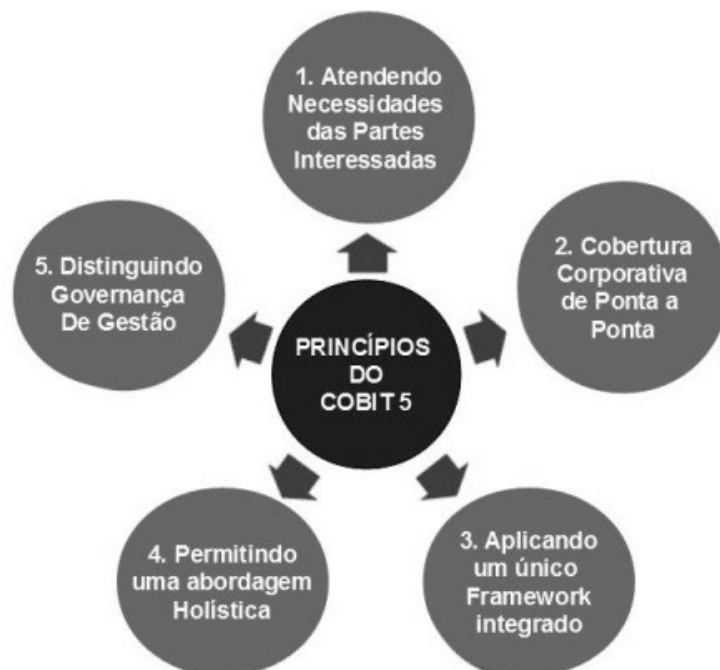 1. Atendendo
Necessidades
das Partes
Interessadas
2. Cobertura
Corporativa
de Ponta a
Ponta
3. Aplicando
um único
Framework
integrado
4. Permitindo
uma abordagem
Holística
5. Distinguindo
Governança
De Gestão
PRINCÍPIOS
DO
COBIT 5